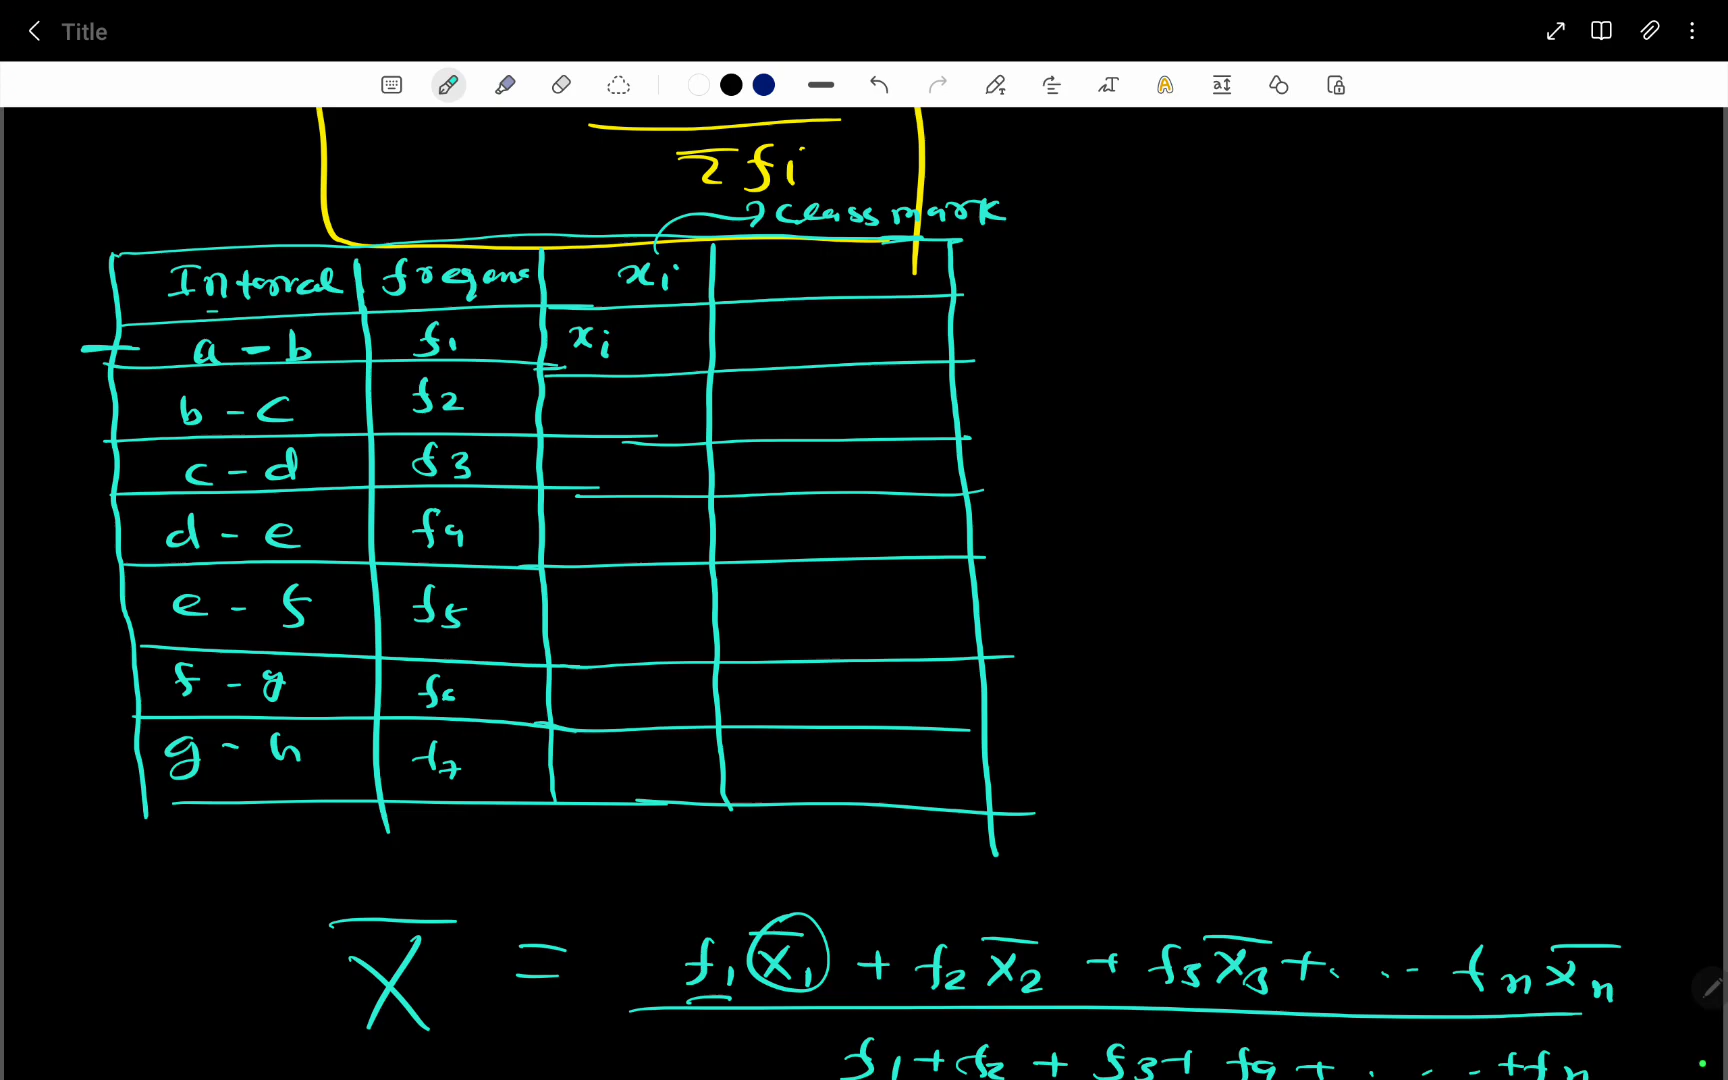 Title
Σfi
→ class mark
Interval freqenc xi
a - b f1 xi
b - c f2
c - d f3
d - e f4
e - f f5
f - g f6
g - h f7
X̅ = f1x̅1 + f2x̅2 + f3x̅3 + ... fnx̅n
f1 + f2 + f3 + f4 + ... + fn